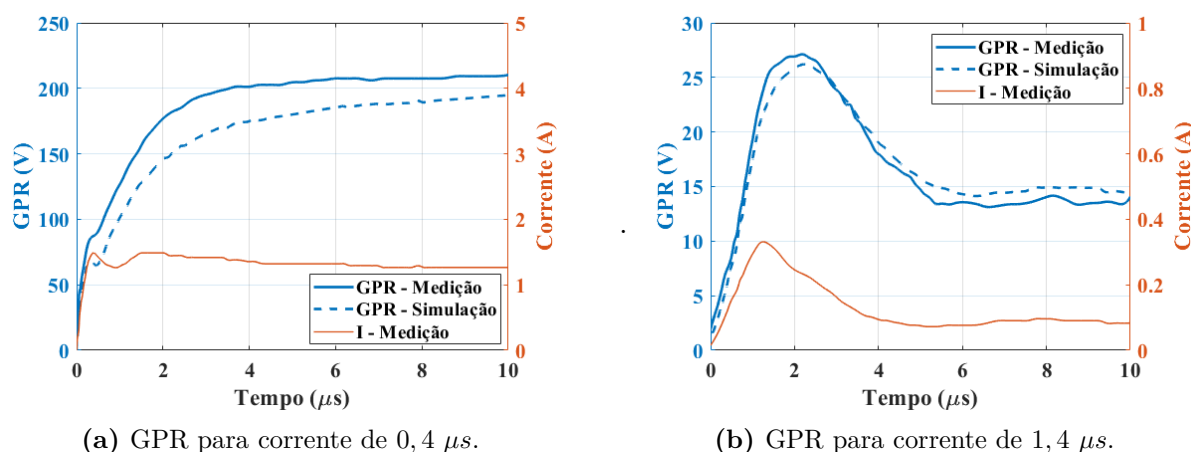 250
200
150
100
50
0
GPR (V)
5
4
3
2
1
0
Corrente (A)
GPR - Medição
GPR - Simulação
I - Medição
0 2 4 6 8 10
Tempo (μs)
(a) GPR para corrente de 0, 4 μs.
.
30
25
20
15
10
5
0
GPR (V)
1
0.8
0.6
0.4
0.2
0
Corrente (A)
GPR - Medição
GPR - Simulação
I - Medição
0 2 4 6 8 10
Tempo (μs)
(b) GPR para corrente de 1, 4 μs.